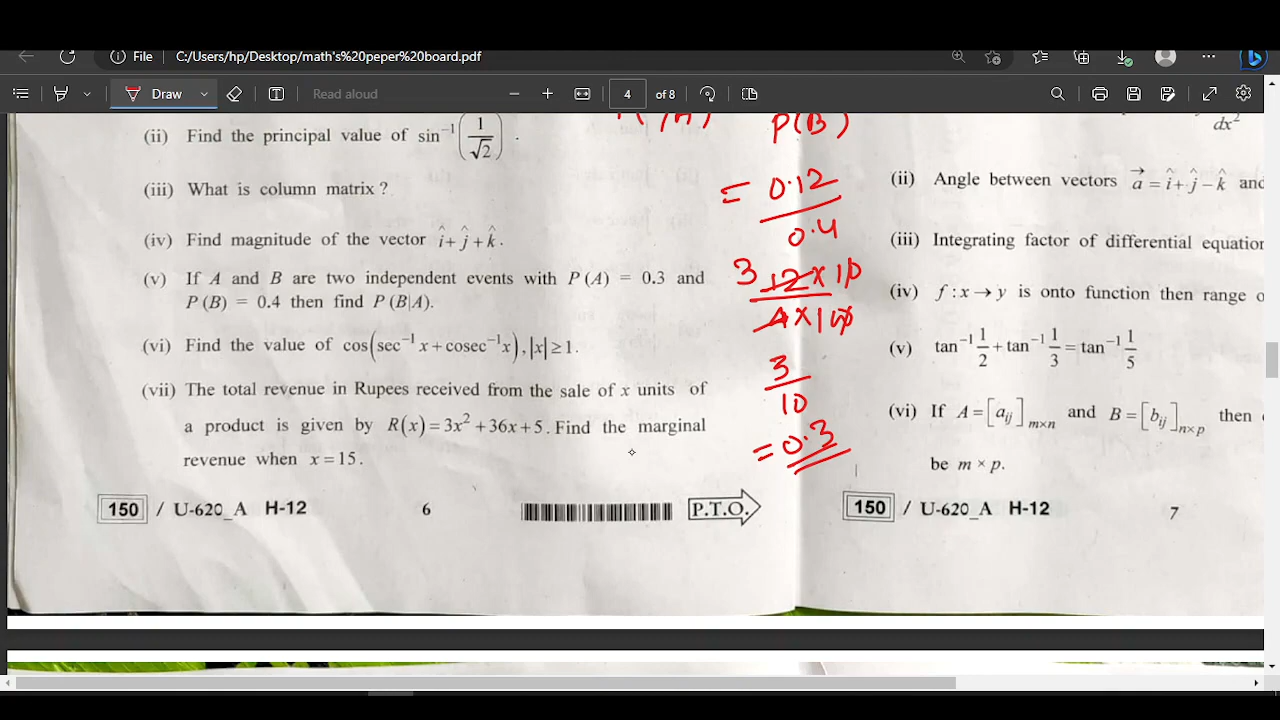 File C:/Users/hp/Desktop/math's%20peper%20board.pdf
Draw Read aloud 4 of 8
(ii) Find the principal value of sin⁻¹(1/√2).
(iii) What is column matrix ?
(iv) Find magnitude of the vector î + ĵ + k̂.
(v) If A and B are two independent events with P (A) = 0.3 and
P (B) = 0.4 then find P (B|A).
(vi) Find the value of cos(sec⁻¹ x + cosec⁻¹x), |x| ≥ 1.
(vii) The total revenue in Rupees received from the sale of x units of
a product is given by R(x) = 3x² + 36x + 5. Find the marginal
revenue when x = 15.
150 / U-620_A H-12 6 P.T.O.
P(B)
= 0.12
0.4
3 12 × 10
4 × 100
3
10
= 0.3
dx²
(ii) Angle between vectors a⃗ = î + ĵ − k̂ and
(iii) Integrating factor of differential equation
(iv) f : x → y is onto function then range o
(v) tan⁻¹ 1/2 + tan⁻¹ 1/3 = tan⁻¹ 1/5
(vi) If A = [aᵢⱼ]ₘₓₙ and B = [bᵢⱼ]ₙₓₚ then
be m × p.
150 / U-620_A H-12 7